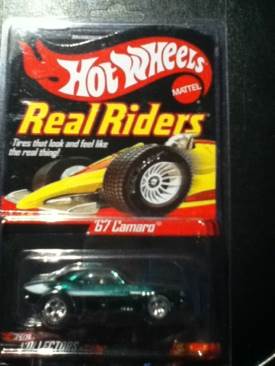 Hot Wheels
MATTEL
Real Riders
Tires that look and feel like
the real thing!
'67 Camaro
COLLECTORS